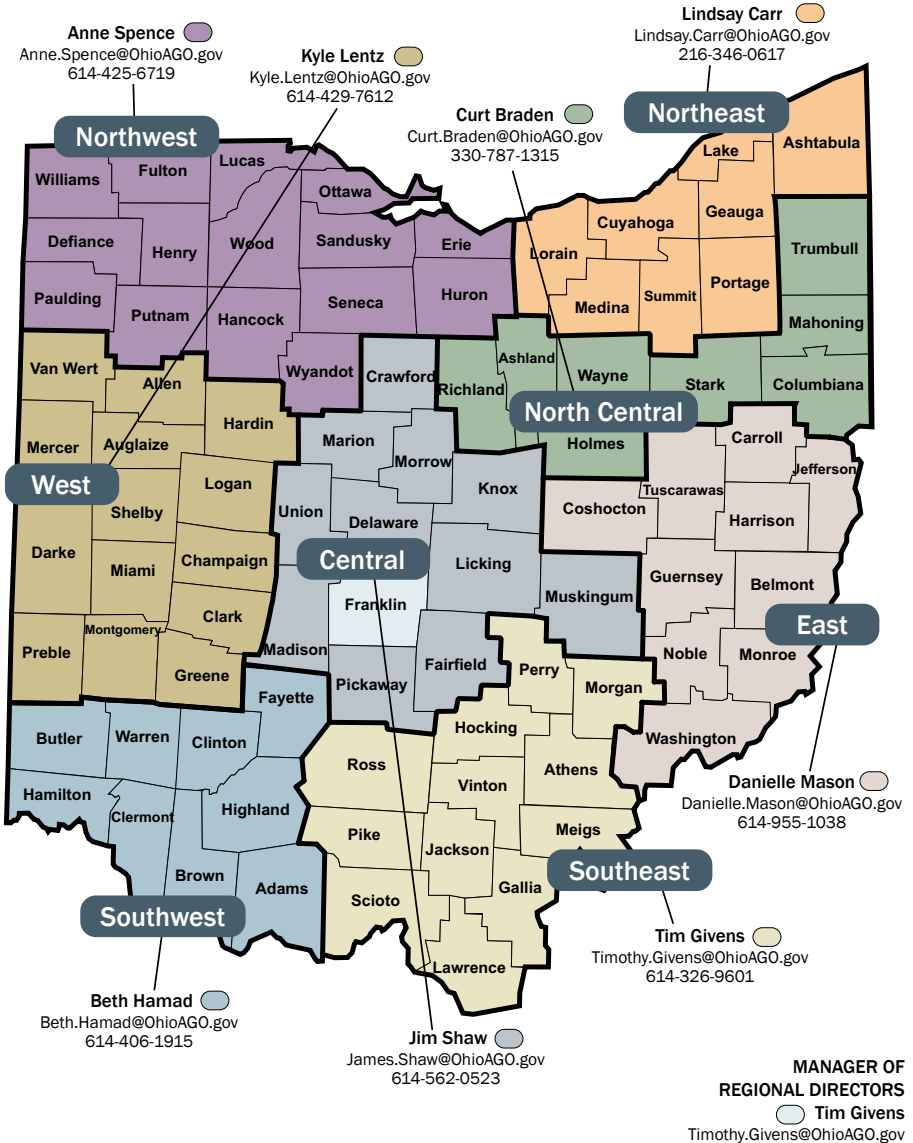 Anne Spence
Anne.Spence@OhioAGO.gov
614-425-6719
Kyle Lentz
Kyle.Lentz@OhioAGO.gov
614-429-7612
Curt Braden
Curt.Braden@OhioAGO.gov
330-787-1315
Lindsay Carr
Lindsay.Carr@OhioAGO.gov
216-346-0617
Northwest
Northeast
Williams
Fulton
Lucas
Ottawa
Defiance
Henry
Wood
Sandusky
Erie
Paulding
Putnam
Hancock
Seneca
Huron
Wyandot
Lake
Ashtabula
Geauga
Cuyahoga
Lorain
Medina
Summit
Portage
Trumbull
Mahoning
Columbiana
Stark
Wayne
Ashland
Richland
North Central
Holmes
Van Wert
Allen
Hardin
Mercer
Auglaize
West
Logan
Shelby
Darke
Miami
Champaign
Clark
Montgomery
Preble
Greene
Crawford
Marion
Morrow
Knox
Union
Delaware
Central
Licking
Franklin
Muskingum
Madison
Pickaway
Fairfield
Carroll
Jefferson
Tuscarawas
Coshocton
Harrison
Guernsey
Belmont
East
Noble
Monroe
Washington
Perry
Morgan
Hocking
Ross
Athens
Vinton
Pike
Meigs
Jackson
Southeast
Gallia
Scioto
Lawrence
Fayette
Butler
Warren
Clinton
Hamilton
Clermont
Highland
Brown
Adams
Southwest
Danielle Mason
Danielle.Mason@OhioAGO.gov
614-955-1038
Tim Givens
Timothy.Givens@OhioAGO.gov
614-326-9601
Beth Hamad
Beth.Hamad@OhioAGO.gov
614-406-1915
Jim Shaw
James.Shaw@OhioAGO.gov
614-562-0523
MANAGER OF
REGIONAL DIRECTORS
Tim Givens
Timothy.Givens@OhioAGO.gov